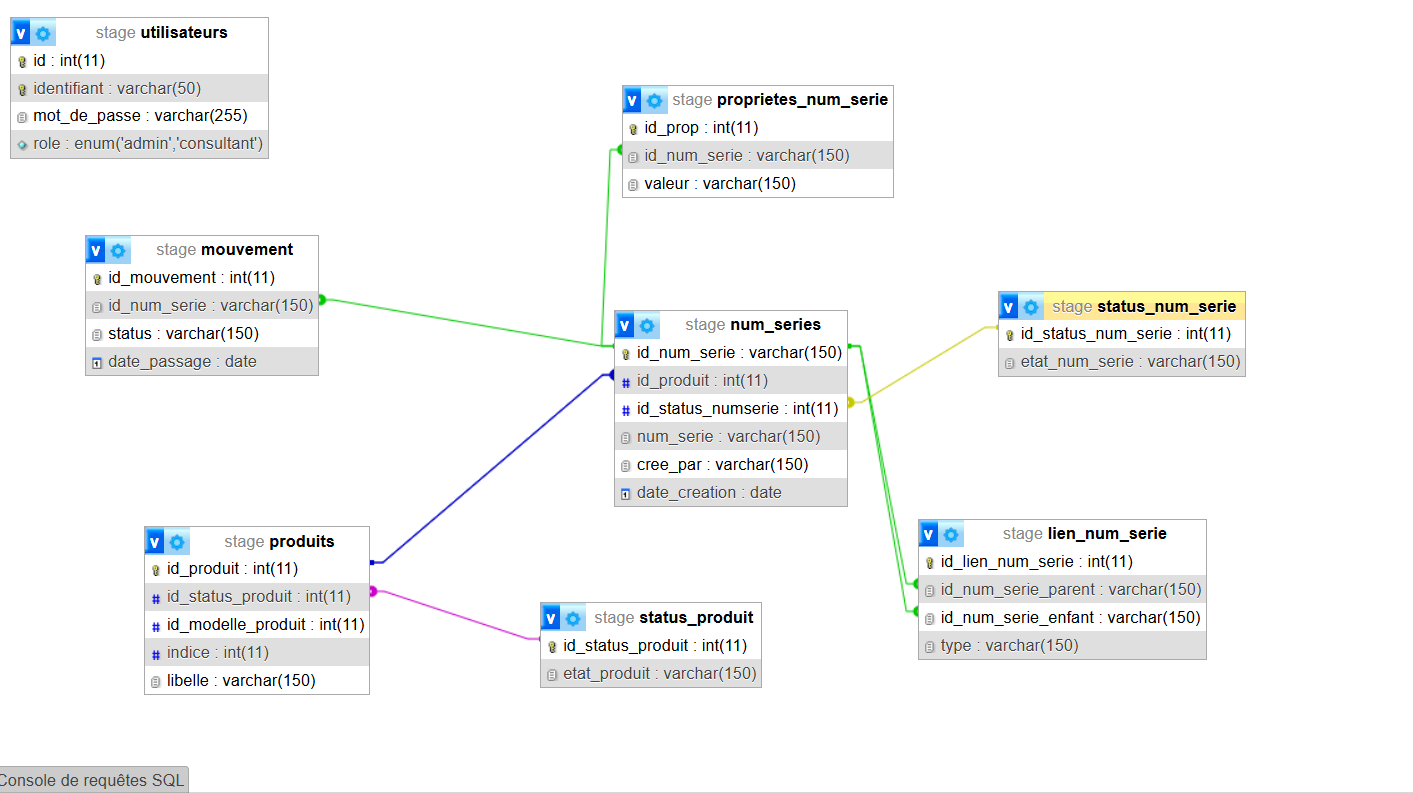 stage utilisateurs
id : int(11)
identifiant : varchar(50)
mot_de_passe : varchar(255)
role : enum('admin','consultant')
stage proprietes_num_serie
id_prop : int(11)
id_num_serie : varchar(150)
valeur : varchar(150)
stage mouvement
id_mouvement : int(11)
id_num_serie : varchar(150)
status : varchar(150)
date_passage : date
stage num_series
id_num_serie : varchar(150)
id_produit : int(11)
id_status_numserie : int(11)
num_serie : varchar(150)
cree_par : varchar(150)
date_creation : date
stage status_num_serie
id_status_num_serie : int(11)
etat_num_serie : varchar(150)
stage produits
id_produit : int(11)
id_status_produit : int(11)
id_modelle_produit : int(11)
indice : int(11)
libelle : varchar(150)
stage status_produit
id_status_produit : int(11)
etat_produit : varchar(150)
stage lien_num_serie
id_lien_num_serie : int(11)
id_num_serie_parent : varchar(150)
id_num_serie_enfant : varchar(150)
type : varchar(150)
Console de requêtes SQL